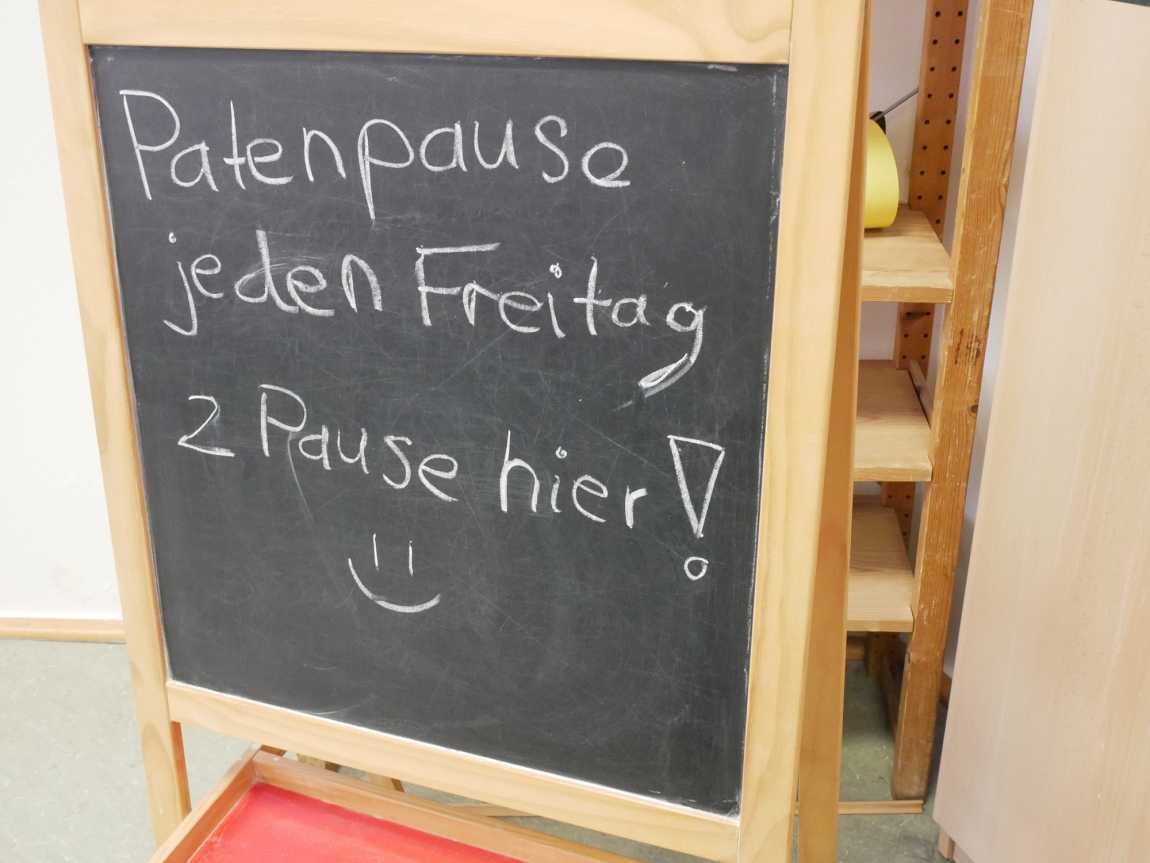 Patenpause
jeden Freitag
2 Pause hier!